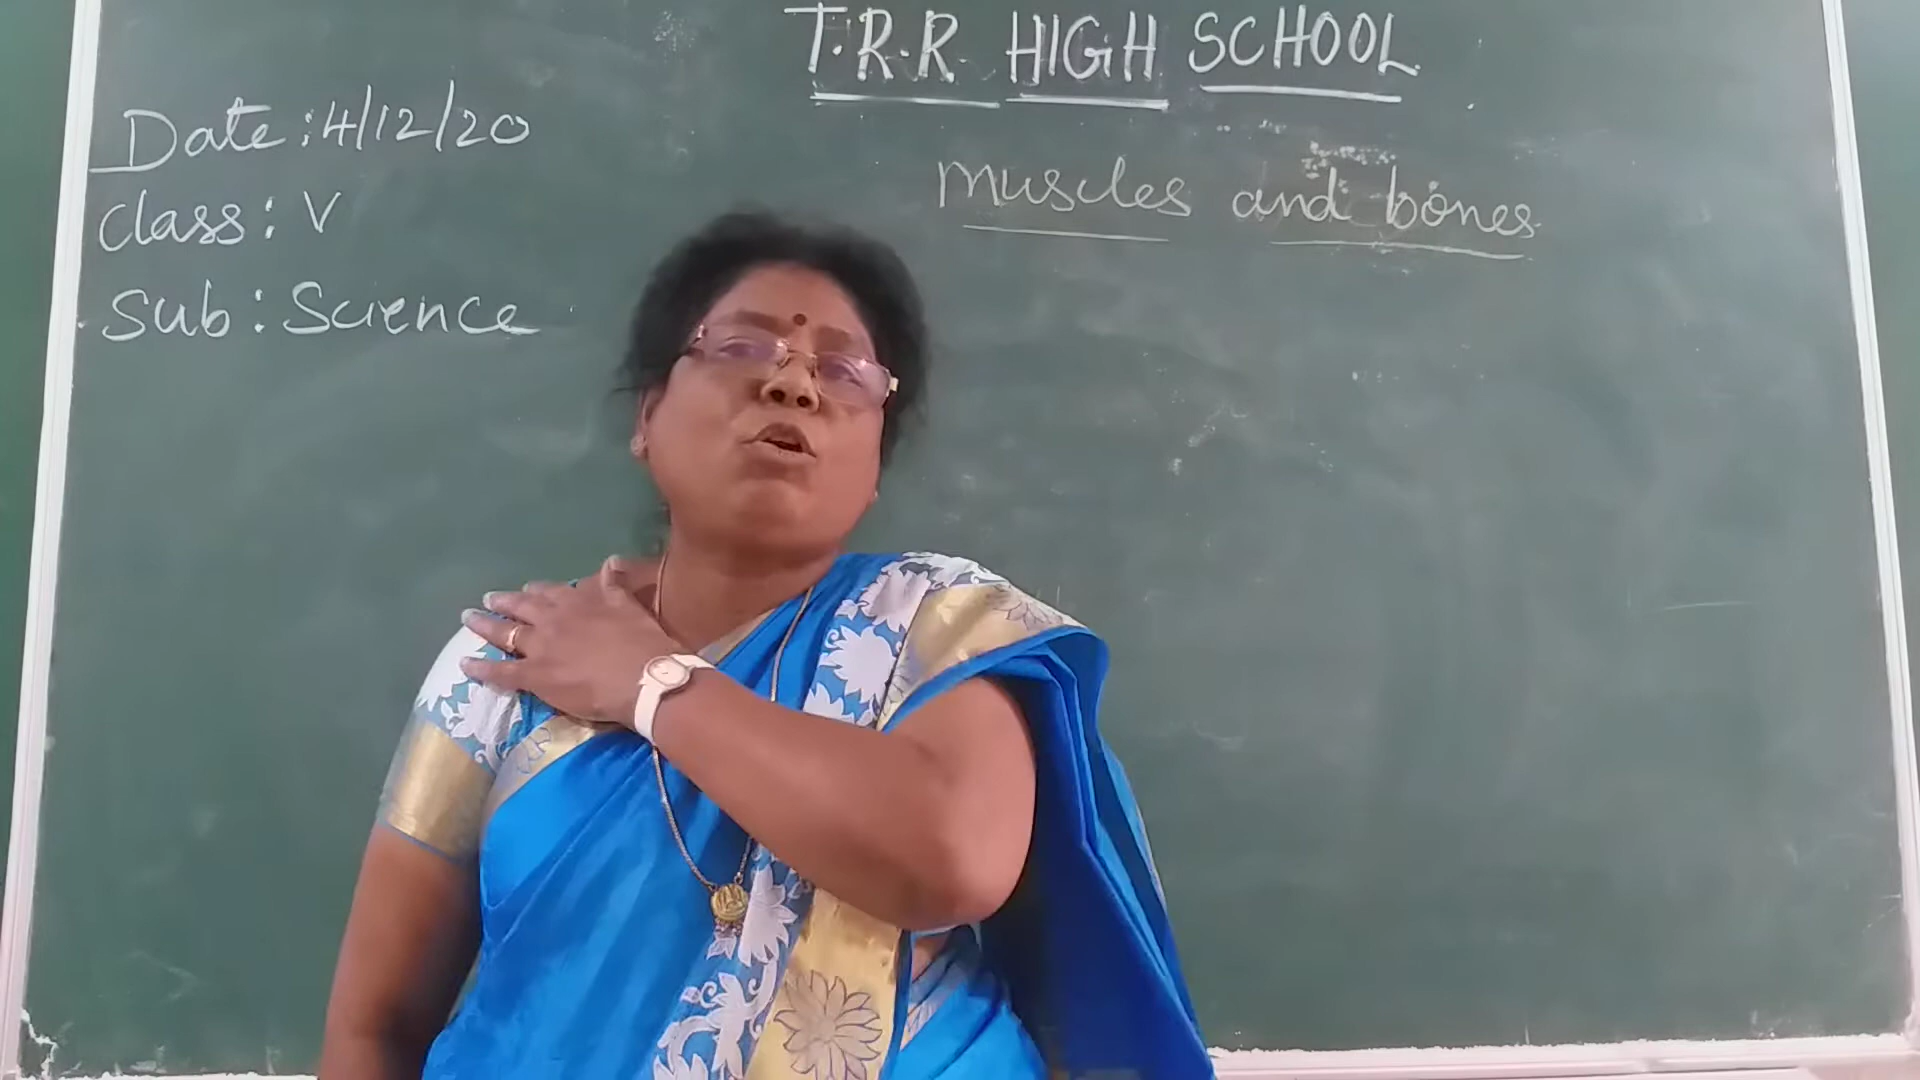 T.R.R. HIGH SCHOOL
Date: 4/12/20
Muscles and bones
Class: V
Sub: Science